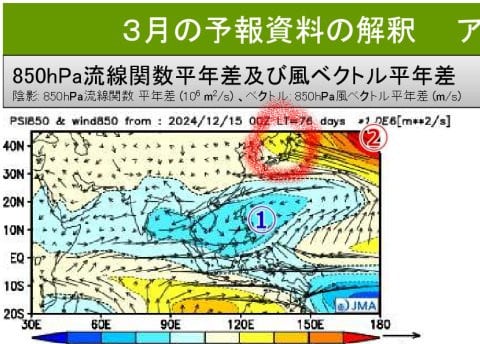 3月の予報資料の解釈 ア
850hPa流線関数平年差及び風ベクトル平年差
陰影: 850hPa流線関数 平年差 (10⁶ m²/s) 、ベクトル: 850hPa風ベクトル平年差 (m/s)
PSI850 & wind850 from : 2024/12/15 00Z LT=76 days *1.0E6[m**2/s]
②
40N
30N
20N
①
10N
EQ
10S
JMA
20S
30E 60E 90E 120E 150E 180